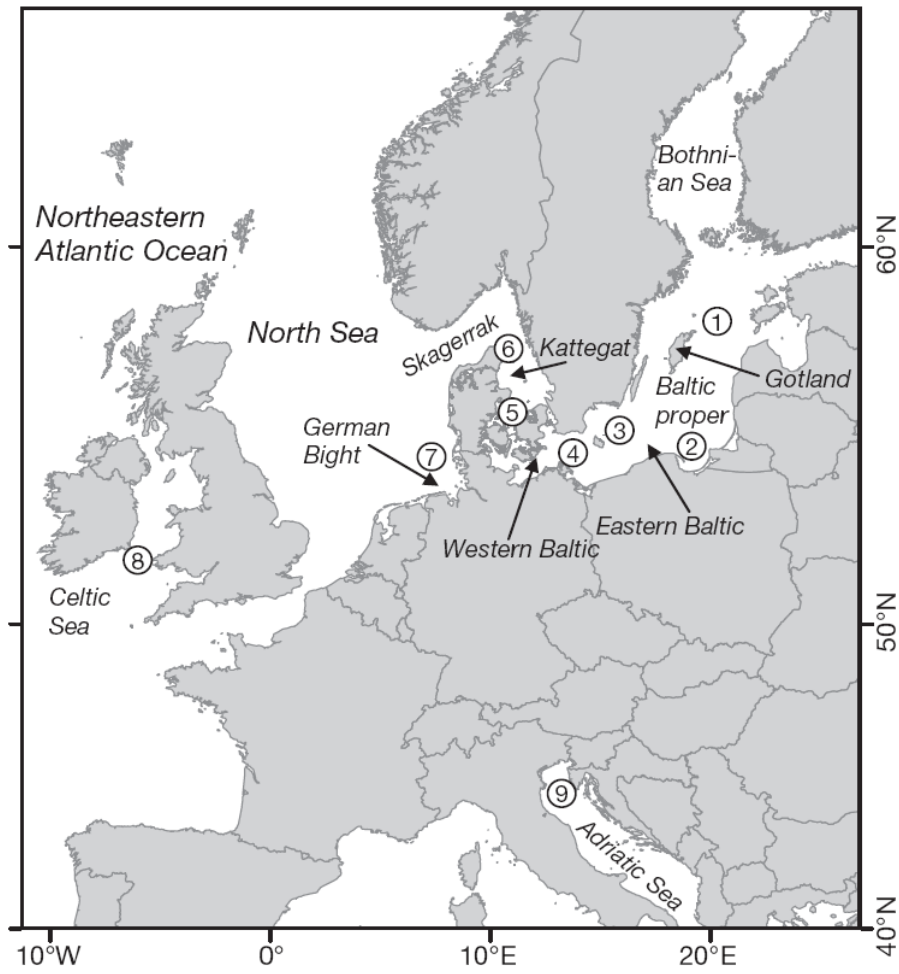 Bothni-
an Sea
Northeastern
Atlantic Ocean
60°N
North Sea
Skagerrak
1
6
Kattegat
Gotland
Baltic
proper
5
3
German
Bight
7
4
2
Eastern Baltic
Western Baltic
8
Celtic
Sea
50°N
9
Adriatic Sea
40°N
10°W
0°
10°E
20°E